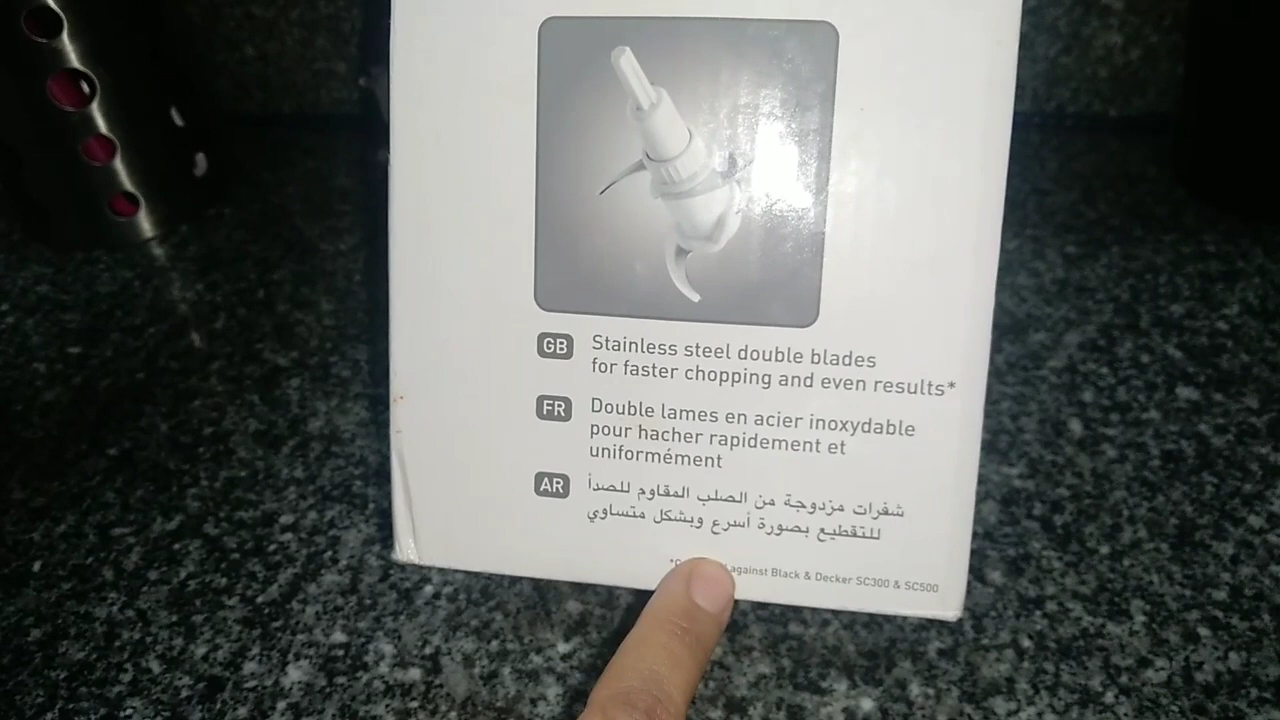 GB Stainless steel double blades
for faster chopping and even results*
FR Double lames en acier inoxydable
pour hacher rapidement et
uniformément
AR شفرات مزدوجة من الصلب المقاوم للصدأ
للتقطيع بصورة أسرع وبشكل متساوي
against Black & Decker SC300 & SC500